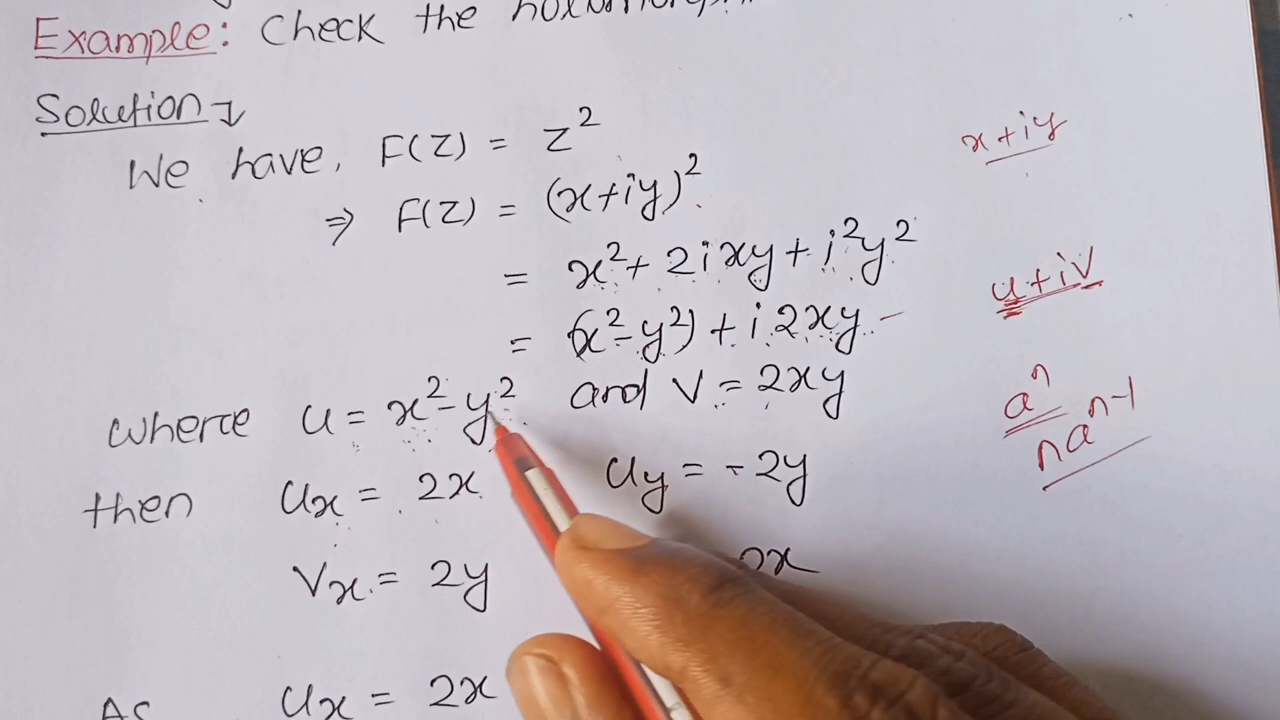 Example: Check the
Solution
We have, F(Z) = Z²
x+iy
⇒ F(Z) = (x+iy)².
= x²+ 2ixy + i²y²
u+iv
= (x²-y²) + i 2xy
where u = x²-y² and V = 2xy
aⁿ
naⁿ⁻¹
then Ux = 2x Uy = -2y
Vx = 2y 2x
As Ux = 2x